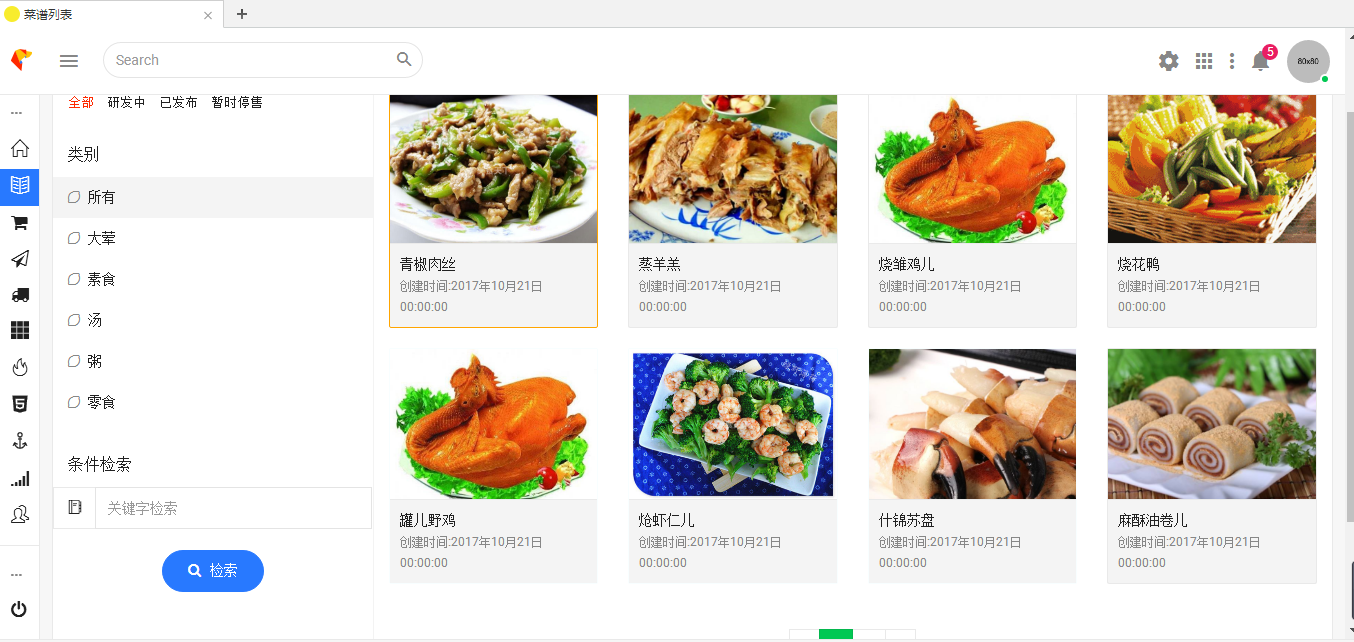 菜谱列表
Search
5
80x80
全部 研发中 已发布 暂时停售
类别
所有
大荤
素食
汤
粥
零食
条件检索
关键字检索
检索
青椒肉丝
创建时间:2017年10月21日
00:00:00
蒸羊羔
创建时间:2017年10月21日
00:00:00
烧雏鸡儿
创建时间:2017年10月21日
00:00:00
烧花鸭
创建时间:2017年10月21日
00:00:00
罐儿野鸡
创建时间:2017年10月21日
00:00:00
炝虾仁儿
创建时间:2017年10月21日
00:00:00
什锦苏盘
创建时间:2017年10月21日
00:00:00
麻酥油卷儿
创建时间:2017年10月21日
00:00:00